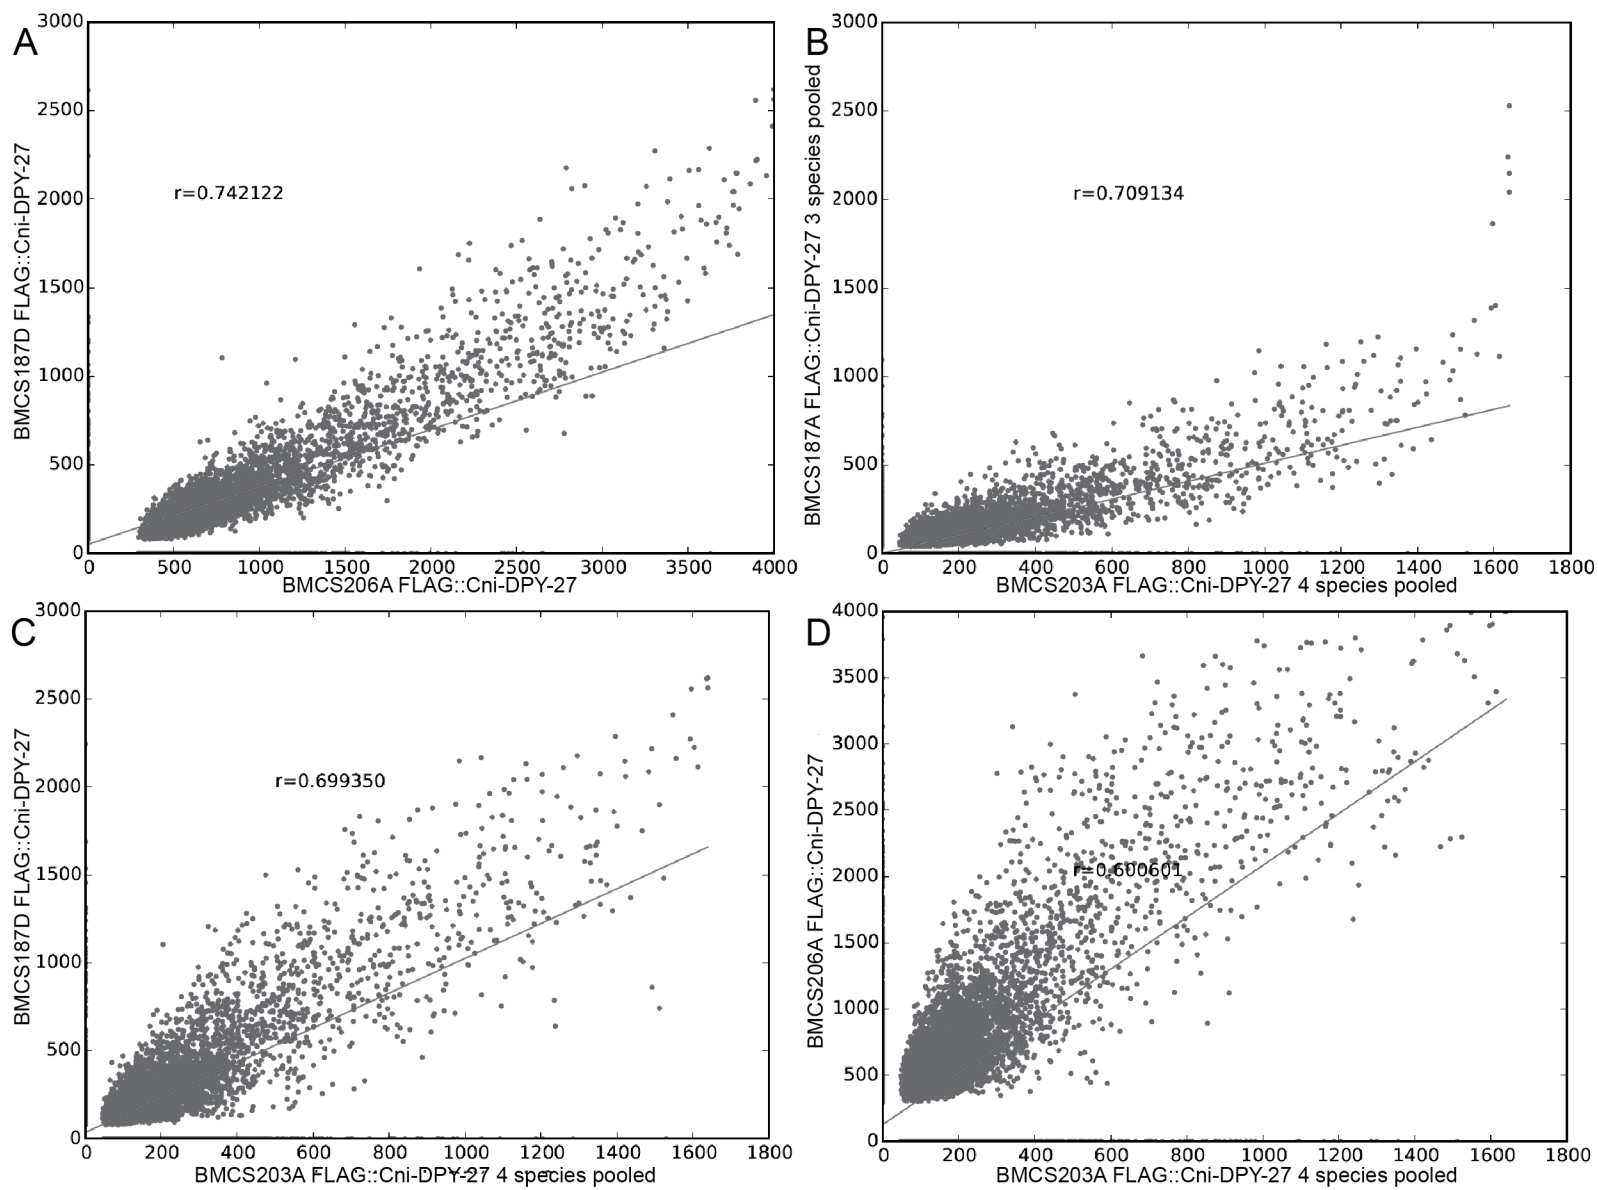 A
3000
2500
2000
1500
1000
500
0
BMCS187D FLAG::Cni-DPY-27
r=0.742122
0 500 1000 1500 2000 2500 3000 3500 4000
BMCS206A FLAG::Cni-DPY-27
B
3000
2500
2000
1500
1000
500
0
BMCS187A FLAG::Cni-DPY-27 3 species pooled
r=0.709134
0 200 400 600 800 1000 1200 1400 1600 1800
BMCS203A FLAG::Cni-DPY-27 4 species pooled
C
3000
2500
2000
1500
1000
500
0
BMCS187D FLAG::Cni-DPY-27
r=0.699350
0 200 400 600 800 1000 1200 1400 1600 1800
BMCS203A FLAG::Cni-DPY-27 4 species pooled
D
4000
3500
3000
2500
2000
1500
1000
500
0
BMCS206A FLAG::Cni-DPY-27
r=0.600601
0 200 400 600 800 1000 1200 1400 1600 1800
BMCS203A FLAG::Cni-DPY-27 4 species pooled